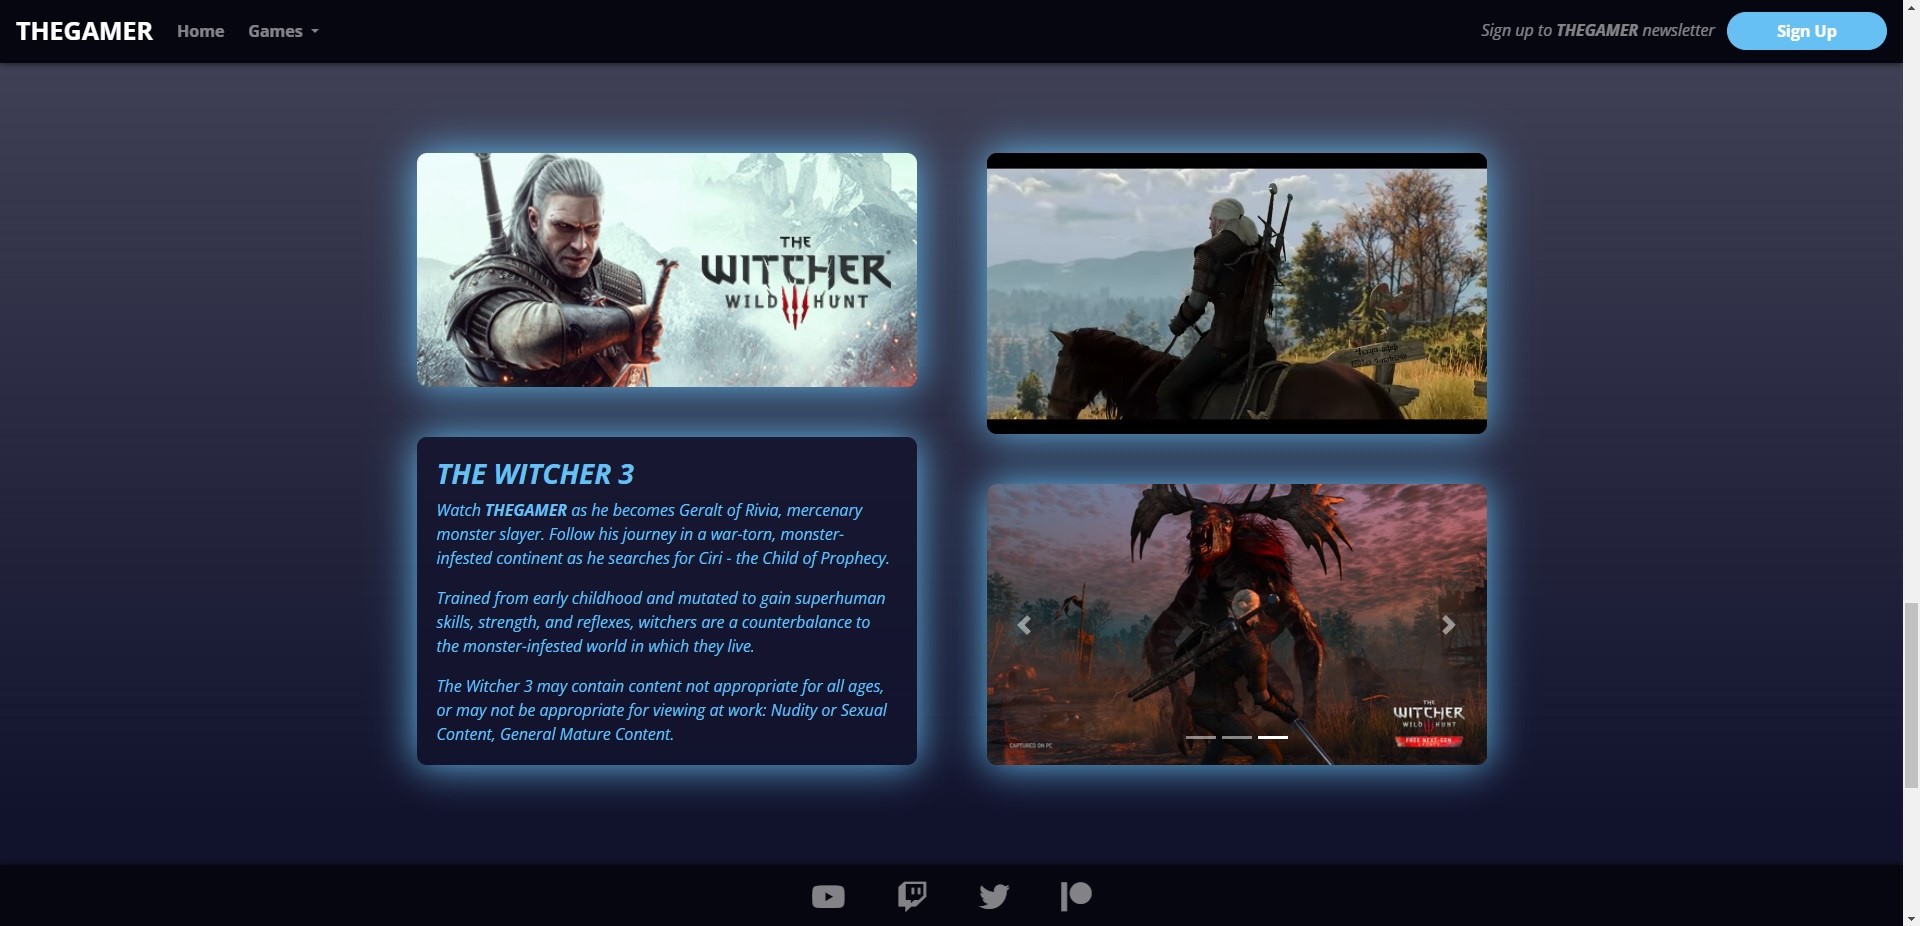 THEGAMER Home Games Sign up to THEGAMER newsletter Sign Up
THE
WITCHER
WILD HUNT
THE WITCHER 3
Watch THEGAMER as he becomes Geralt of Rivia, mercenary
monster slayer. Follow his journey in a war-torn, monster-
infested continent as he searches for Ciri - the Child of Prophecy.
Trained from early childhood and mutated to gain superhuman
skills, strength, and reflexes, witchers are a counterbalance to
the monster-infested world in which they live.
The Witcher 3 may contain content not appropriate for all ages,
or may not be appropriate for viewing at work: Nudity or Sexual
Content, General Mature Content.
THE
WITCHER
WILD HUNT
FREE NEXT-GEN
UPDATE
CAPTURED ON PC